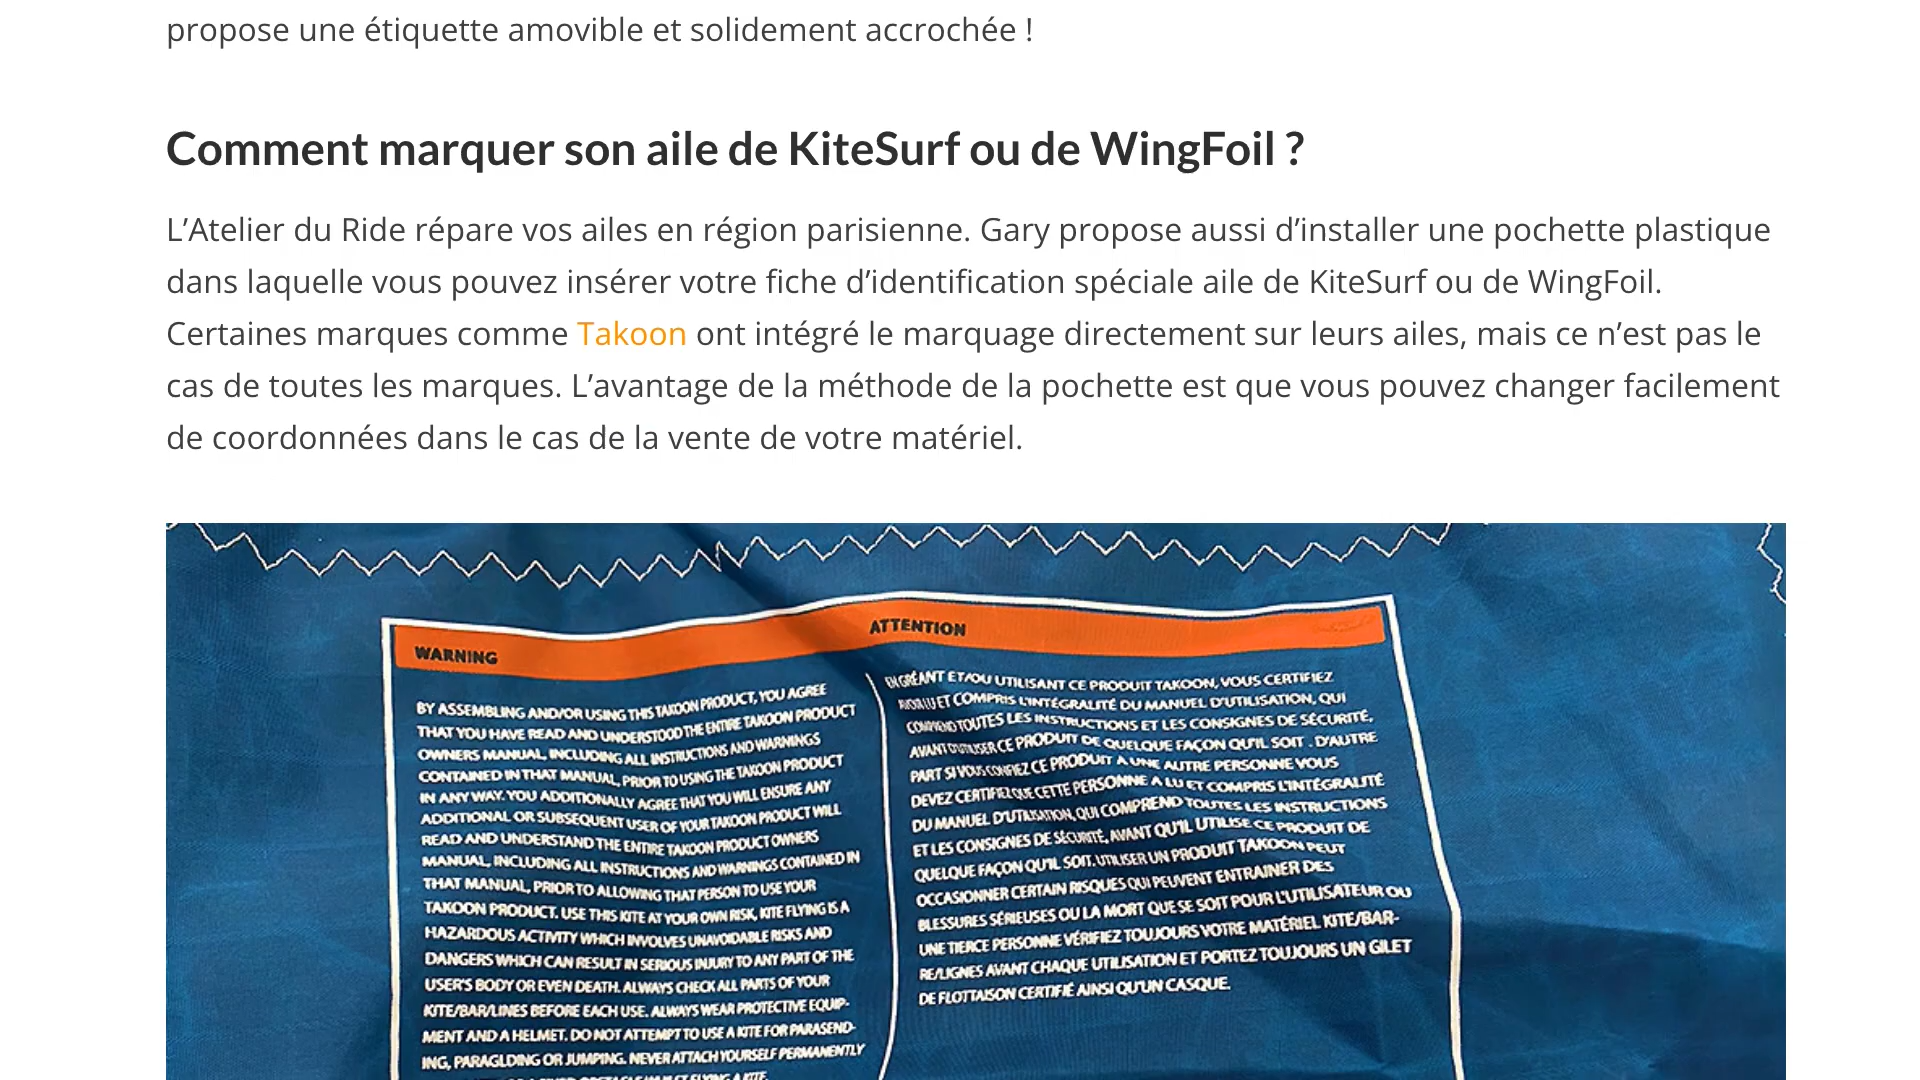 propose une étiquette amovible et solidement accrochée !
Comment marquer son aile de KiteSurf ou de WingFoil ?
L’Atelier du Ride répare vos ailes en région parisienne. Gary propose aussi d’installer une pochette plastique
dans laquelle vous pouvez insérer votre fiche d’identification spéciale aile de KiteSurf ou de WingFoil.
Certaines marques comme Takoon ont intégré le marquage directement sur leurs ailes, mais ce n’est pas le
cas de toutes les marques. L’avantage de la méthode de la pochette est que vous pouvez changer facilement
de coordonnées dans le cas de la vente de votre matériel.
WARNING
BY ASSEMBLING AND/OR USING THIS TAKOON PRODUCT, YOU AGREE
THAT YOU HAVE READ AND UNDERSTOOD THE ENTIRE TAKOON PRODUCT
OWNERS MANUAL, INCLUDING ALL INSTRUCTIONS AND WARNINGS
CONTAINED IN THAT MANUAL, PRIOR TO USING THE TAKOON PRODUCT
IN ANY WAY. YOU ADDITIONALLY AGREE THAT YOU WILL ENSURE ANY
ADDITIONAL OR SUBSEQUENT USER OF YOUR TAKOON PRODUCT WILL
READ AND UNDERSTAND THE ENTIRE TAKOON PRODUCT OWNERS
MANUAL, INCLUDING ALL INSTRUCTIONS AND WARNINGS CONTAINED IN
THAT MANUAL, PRIOR TO ALLOWING THAT PERSON TO USE YOUR
TAKOON PRODUCT. USE THIS KITE AT YOUR OWN RISK, KITE FLYING IS A
HAZARDOUS ACTIVITY WHICH INVOLVES UNAVOIDABLE RISKS AND
DANGERS WHICH CAN RESULT IN SERIOUS INJURY TO ANY PART OF THE
USER'S BODY OR EVEN DEATH. ALWAYS CHECK ALL PARTS OF YOUR
KITE/BAR/LINES BEFORE EACH USE. ALWAYS WEAR PROTECTIVE EQUIP-
MENT AND A HELMET. DO NOT ATTEMPT TO USE A KITE FOR PARASEND-
ING, PARAGLDING OR JUMPING. NEVER ATTACH YOURSELF PERMANENTLY
ATTENTION
EN GRÉANT ET/OU UTILISANT CE PRODUIT TAKOON, VOUS CERTIFIEZ
AVOIR LU ET COMPRIS L'INTÉGRALITÉ DU MANUEL D'UTILISATION, QUI
COMPREND TOUTES LES INSTRUCTIONS ET LES CONSIGNES DE SÉCURITÉ,
AVANT D'UTILISER CE PRODUIT DE QUELQUE FAÇON QU'IL SOIT . D'AUTRE
PART SI VOUS CONFIEZ CE PRODUIT A UNE AUTRE PERSONNE VOUS
DEVEZ CERTIFIEZ QUE CETTE PERSONNE A LU ET COMPRIS L'INTÉGRALITÉ
DU MANUEL D'UTILISATION, QUI COMPREND TOUTES LES INSTRUCTIONS
ET LES CONSIGNES DE SÉCURITÉ, AVANT QU'IL UTILISE CE PRODUIT DE
QUELQUE FAÇON QU'IL SOIT. UTILISER UN PRODUIT TAKOON PEUT
OCCASIONNER CERTAIN RISQUES QUI PEUVENT ENTRAINER DES
BLESSURES SÉRIEUSES OU LA MORT QUE SE SOIT POUR L'UTILISATEUR OU
UNE TIERCE PERSONNE VÉRIFIEZ TOUJOURS VOTRE MATÉRIEL KITE/BAR-
RE/LIGNES AVANT CHAQUE UTILISATION ET PORTEZ TOUJOURS UN GILET
DE FLOTTAISON CERTIFIÉ AINSI QU'UN CASQUE.